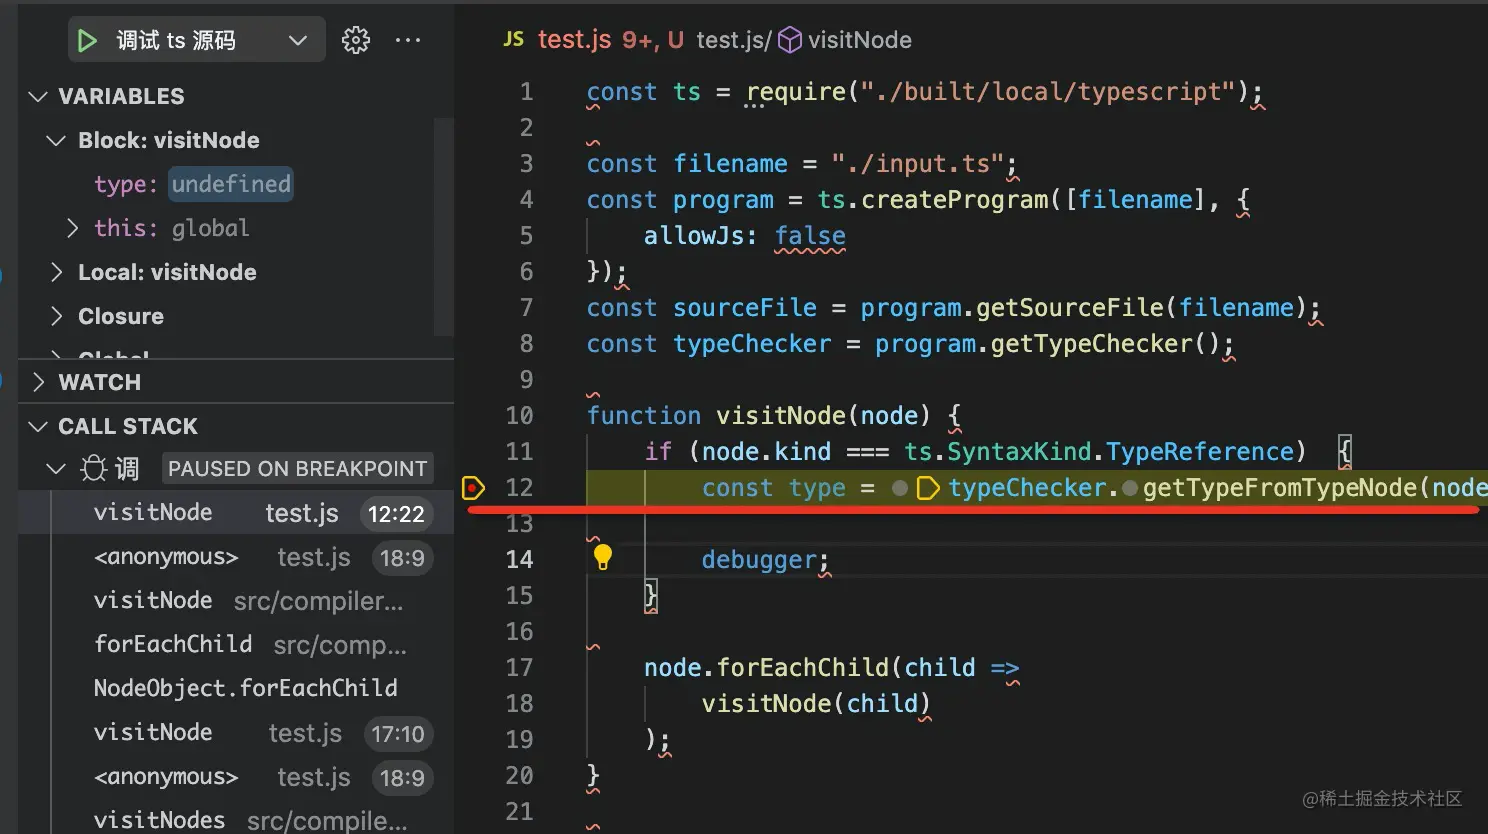 调试 ts 源码
VARIABLES
Block: visitNode
type: undefined
this: global
Local: visitNode
Closure
Global
WATCH
CALL STACK
调 PAUSED ON BREAKPOINT
visitNode test.js 12:22
<anonymous> test.js 18:9
visitNode src/compiler...
forEachChild src/comp...
NodeObject.forEachChild
visitNode test.js 17:10
<anonymous> test.js 18:9
visitNodes src/compile...
JS test.js 9+, U test.js/ visitNode
1 const ts = require("./built/local/typescript");
2
3 const filename = "./input.ts";
4 const program = ts.createProgram([filename], {
5 allowJs: false
6 });
7 const sourceFile = program.getSourceFile(filename);
8 const typeChecker = program.getTypeChecker();
9
10 function visitNode(node) {
11 if (node.kind === ts.SyntaxKind.TypeReference) {
12 const type = typeChecker.getTypeFromTypeNode(node
13
14 debugger;
15 }
16
17 node.forEachChild(child =>
18 visitNode(child)
19 );
20 }
21
@稀土掘金技术社区